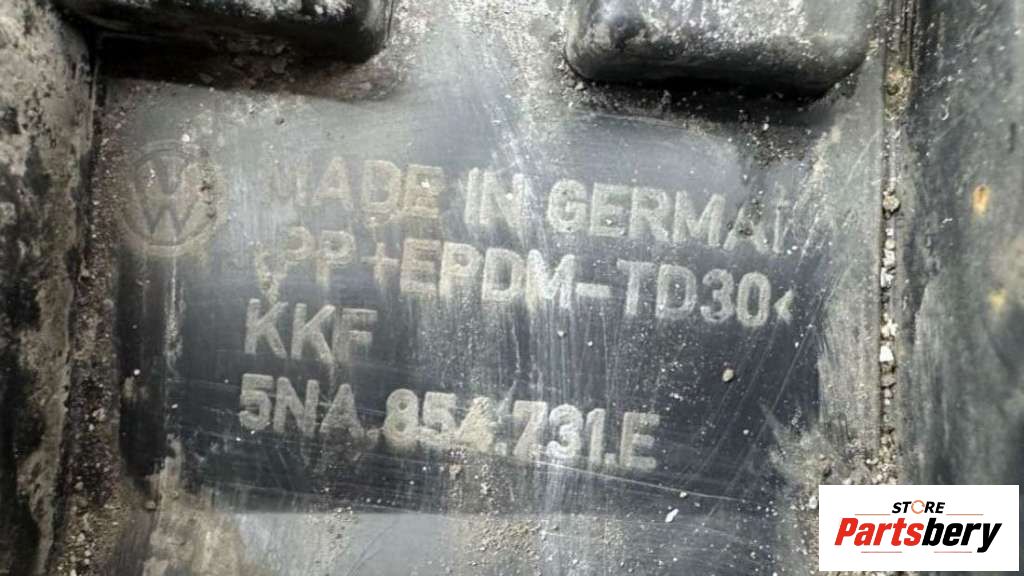 MADE IN GERMA
>PP+EPDM-TD30<
KKF
5NA.854.731.E
STORE
Partsbery